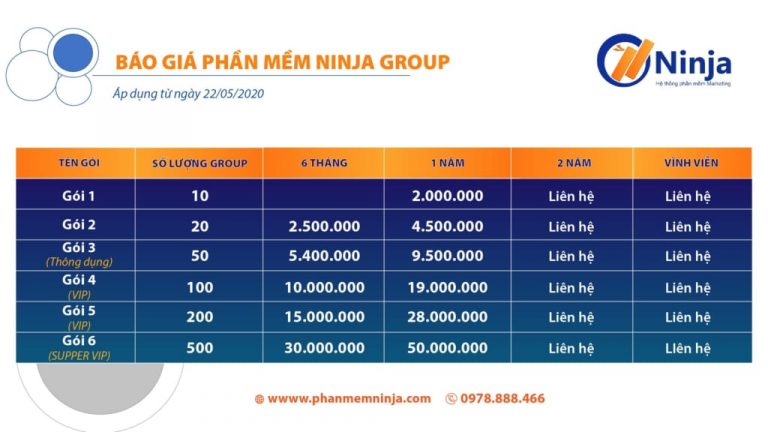 BÁO GIÁ PHẦN MỀM NINJA GROUP
Áp dụng từ ngày 22/05/2020
Ninja
Hệ thống phần mềm Marketing
TÊN GÓI SỐ LƯỢNG GROUP 6 THÁNG 1 NĂM 2 NĂM VĨNH VIỄN
Gói 1 10 2.000.000 Liên hệ Liên hệ
Gói 2 20 2.500.000 4.500.000 Liên hệ Liên hệ
Gói 3 50 5.400.000 9.500.000 Liên hệ Liên hệ
(Thông dụng)
Gói 4 100 10.000.000 19.000.000 Liên hệ Liên hệ
(VIP)
Gói 5 200 15.000.000 28.000.000 Liên hệ Liên hệ
(VIP)
Gói 6 500 30.000.000 50.000.000 Liên hệ Liên hệ
(SUPPER VIP)
www.phanmemninja.com 0978.888.466